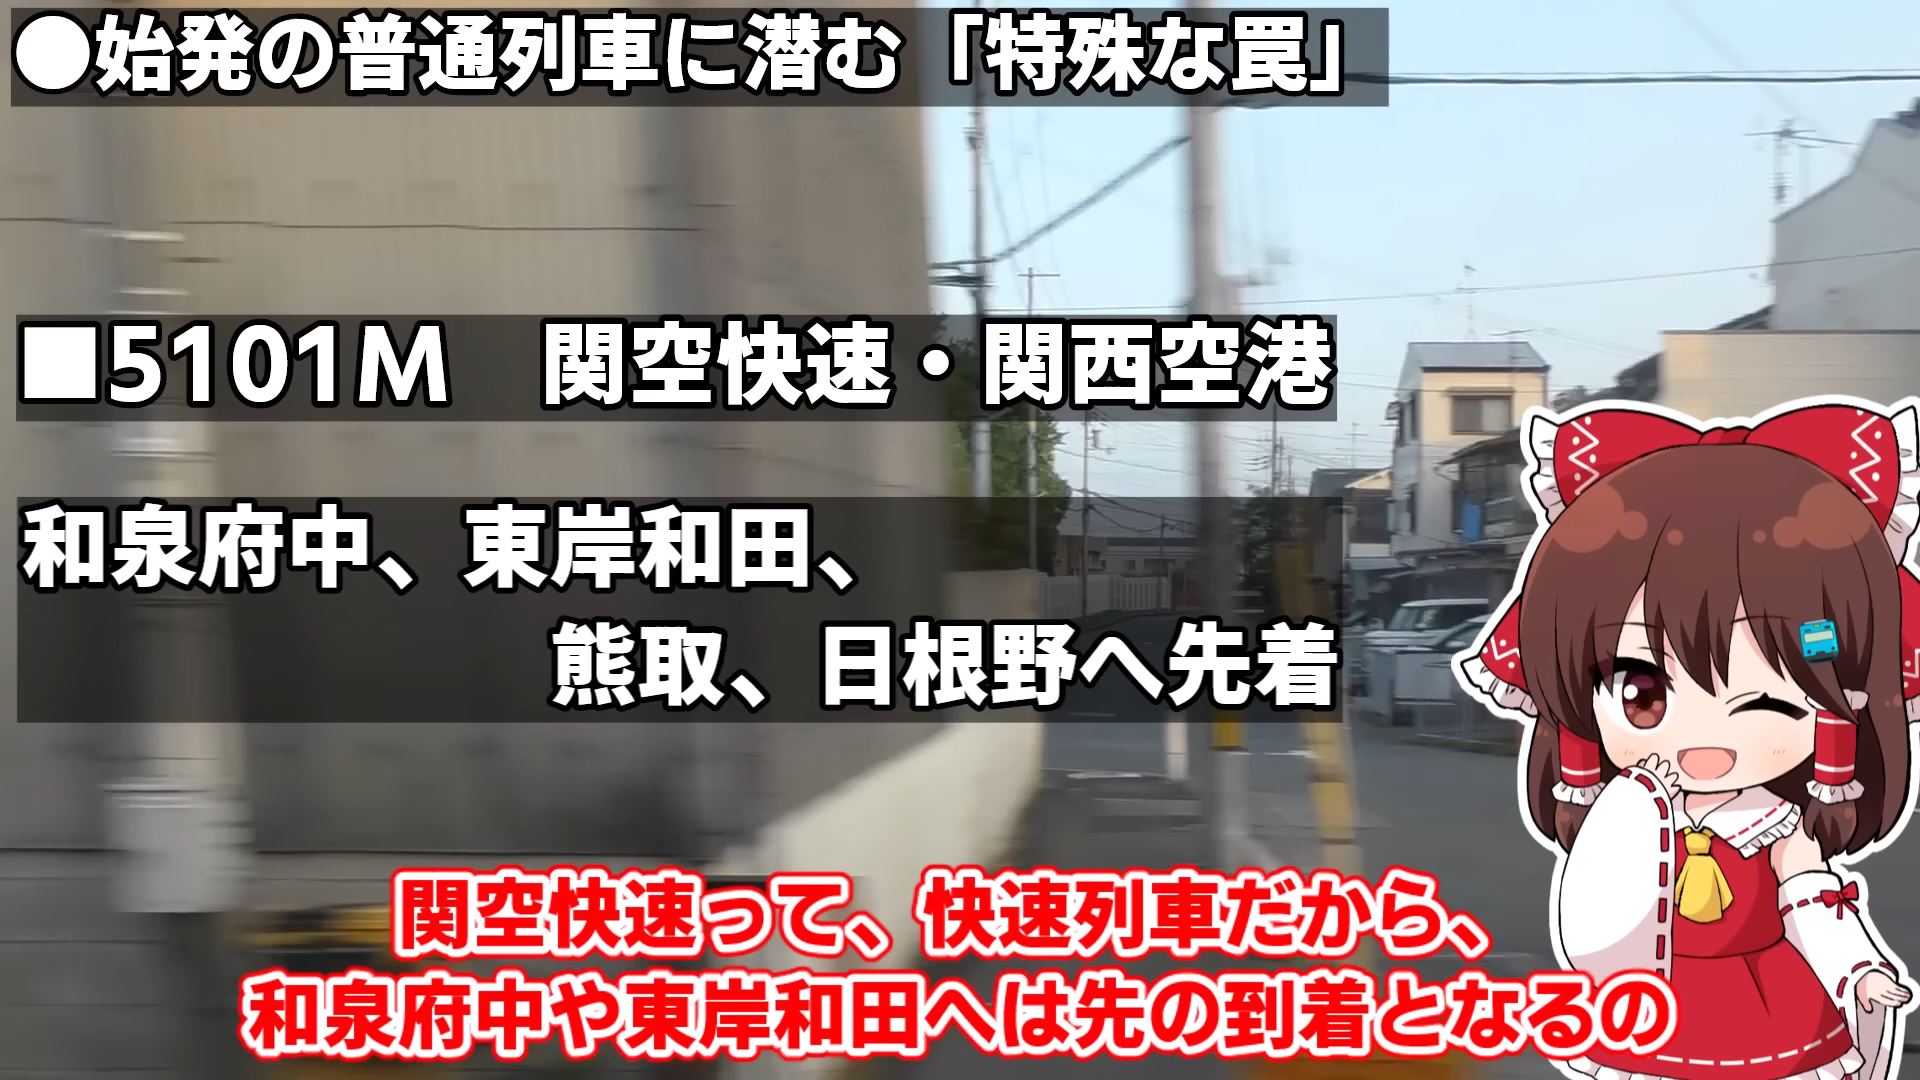 ●始発の普通列車に潜む「特殊な罠」
■5101M　関空快速・関西空港
和泉府中、東岸和田、
熊取、日根野へ先着
関空快速って、快速列車だから、
和泉府中や東岸和田へは先の到着となるの